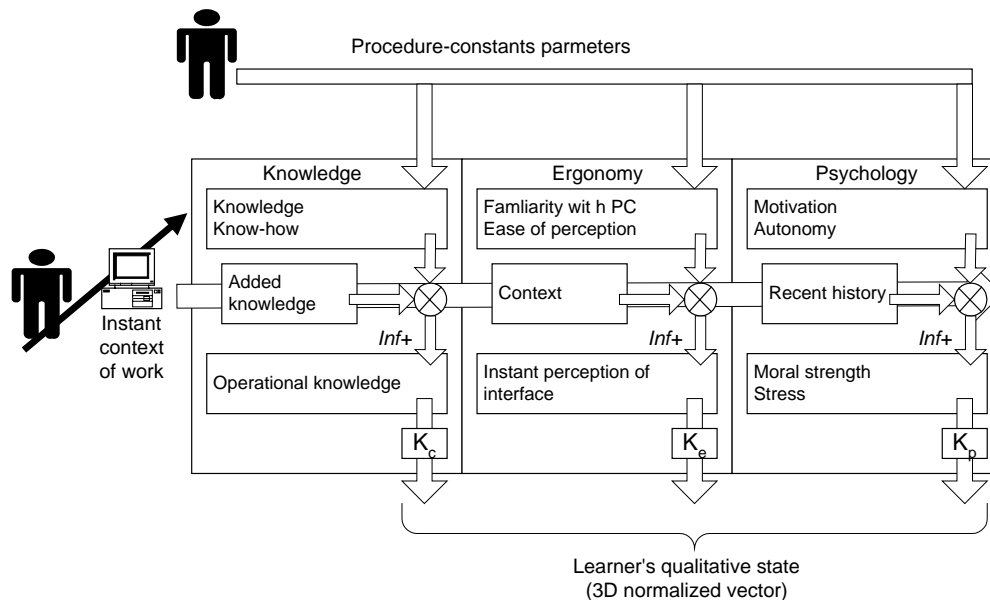 Procedure-constants parmeters
Knowledge
Ergonomy
Psychology
Knowledge
Know-how
Famliarity wit h PC
Ease of perception
Motivation
Autonomy
Added
knowledge
Context
Recent history
Instant
context
of work
Inf+
Inf+
Inf+
Operational knowledge
Instant perception of
interface
Moral strength
Stress
Kc
Ke
Kp
Learner's qualitative state
(3D normalized vector)